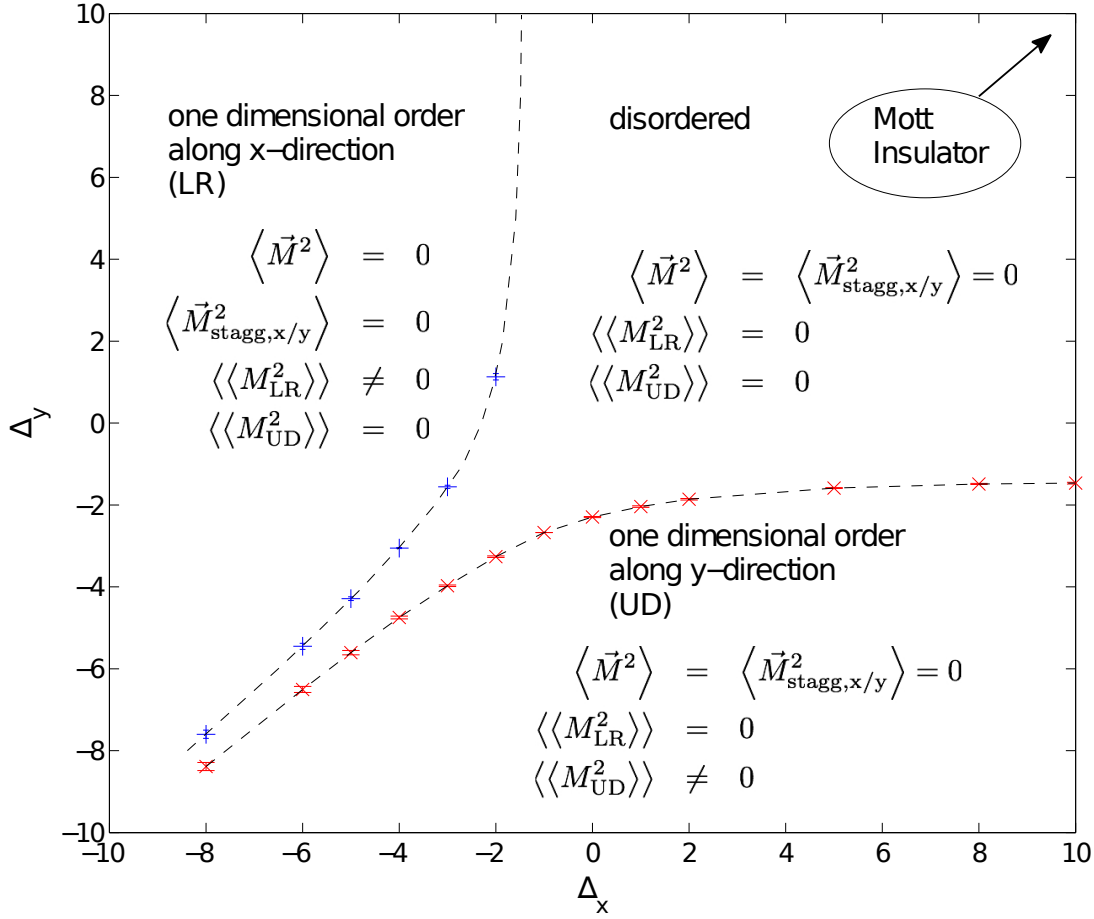 one dimensional order
along x−direction
(LR)
⟨M⃗²⟩ = 0
⟨M⃗²stagg,x/y⟩ = 0
⟨⟨M²LR⟩⟩ ≠ 0
⟨⟨M²UD⟩⟩ = 0
disordered
Mott
Insulator
⟨M⃗²⟩ = ⟨M⃗²stagg,x/y⟩ = 0
⟨⟨M²LR⟩⟩ = 0
⟨⟨M²UD⟩⟩ = 0
one dimensional order
along y−direction
(UD)
⟨M⃗²⟩ = ⟨M⃗²stagg,x/y⟩ = 0
⟨⟨M²LR⟩⟩ = 0
⟨⟨M²UD⟩⟩ ≠ 0
10
8
6
4
2
0
−2
−4
−6
−8
−10
Δy
−10 −8 −6 −4 −2 0 2 4 6 8 10
Δx